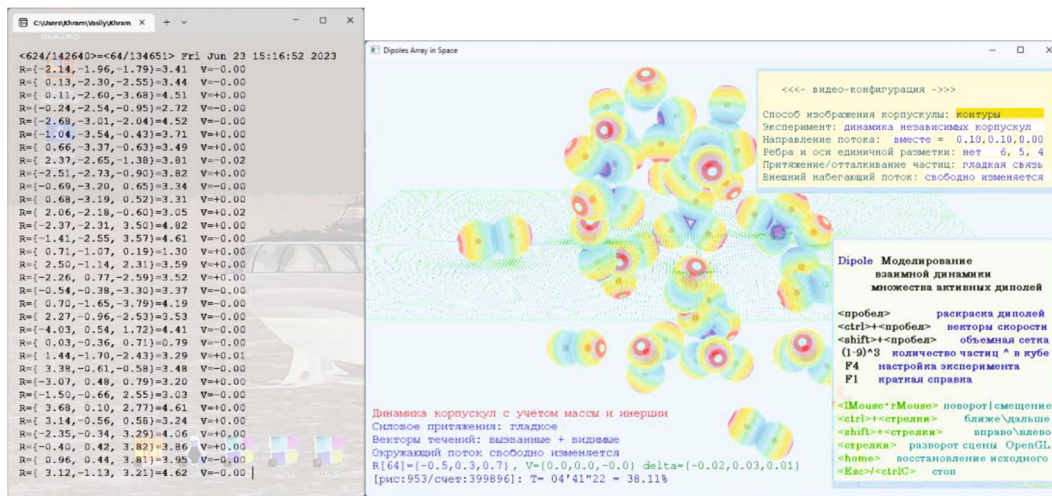 C:\Users\Khram\Vasily\Khram
<624/142640>=<64/134651> Fri Jun 23 15:16:52 2023
R={-2.14,-1.96,-1.79}=3.41 V=-0.00
R={ 0.13,-2.30,-2.55}=3.44 V=-0.00
R={ 0.11,-2.60,-3.68}=4.51 V=+0.00
R={-0.24,-2.54,-0.95}=2.72 V=-0.00
R={-2.68,-3.01,-2.04}=4.52 V=-0.00
R={-1.04,-3.54,-0.43}=3.71 V=+0.00
R={ 0.66,-3.37,-0.63}=3.49 V=+0.00
R={ 2.37,-2.65,-1.38}=3.81 V=-0.02
R={-2.51,-2.73,-0.90}=3.82 V=+0.00
R={-0.69,-3.20, 0.65}=3.34 V=-0.00
R={ 0.68,-3.19, 0.52}=3.31 V=+0.00
R={ 2.06,-2.18,-0.60}=3.05 V=+0.02
R={-2.37,-2.31, 3.50}=4.82 V=+0.00
R={-1.41,-2.55, 3.57}=4.61 V=-0.00
R={ 0.71,-1.07, 0.19}=1.30 V=+0.00
R={ 2.50,-1.14, 2.31}=3.59 V=+0.00
R={-2.26, 0.77,-2.59}=3.52 V=+0.00
R={-0.54,-0.38,-3.30}=3.37 V=-0.00
R={ 0.70,-1.65,-3.79}=4.19 V=-0.00
R={ 2.27,-0.96,-2.53}=3.53 V=-0.00
R={-4.03, 0.54, 1.72}=4.41 V=-0.00
R={ 0.03,-0.36, 0.71}=0.79 V=-0.00
R={ 1.44,-1.70,-2.43}=3.29 V=+0.01
R={ 3.38,-0.61,-0.58}=3.48 V=-0.00
R={-3.07, 0.48, 0.79}=3.20 V=+0.00
R={-1.50,-0.66, 2.55}=3.03 V=-0.00
R={ 3.68, 0.10, 2.77}=4.61 V=+0.00
R={ 3.14,-0.56, 0.58}=3.24 V=+0.00
R={-2.35,-0.34, 3.29}=4.06 V=+0.00
R={-0.40, 0.42, 3.82}=3.86 V=+0.00
R={ 0.96, 0.44, 3.81}=3.95 V=-0.00
R={ 3.12,-1.13, 3.21}=4.62 V=-0.00
Dipoles Array in Space
<<<- видео-конфигурация ->>>
Способ изображения корпускулы: контуры
Эксперимент: динамика независимых корпускул
Направление потока: вместе = 0.10,0.10,0.00
Ребра и оси единичной разметки: нет 6, 5, 4
Притяжение/отталкивание частиц: гладкая связь
Внешний набегающий поток: свободно изменяется
Dipole Моделирование
взаимной динамики
множества активных диполей
<пробел> раскраска диполей
<ctrl>+<пробел> векторы скорости
<shift>+<пробел> объемная сетка
(1-9)^3 количество частиц ^ в кубе
F4 настройка эксперимента
F1 краткая справка
<lMouse*rMouse> поворот|смещение
<ctrl>+<стрелки> ближе\дальше
<shift>+<стрелки> вправо\влево
<стрелки> разворот сцены OpenGL
<home> восстановление исходного
<Esc>/<ctrlC> стоп
Динамика корпускул с учетом массы и инерции
Силовое притяжения: гладкое
Векторы течений: вызванные + видимые
Окружающий поток свободно изменяется
R[64]={-0.5,0.3,0.7}, V={0.0,0.0,-0.0} delta={-0.02,0.03,0.01}
[рис:953/счет:399896]: T= 04'41"22 = 38.11%